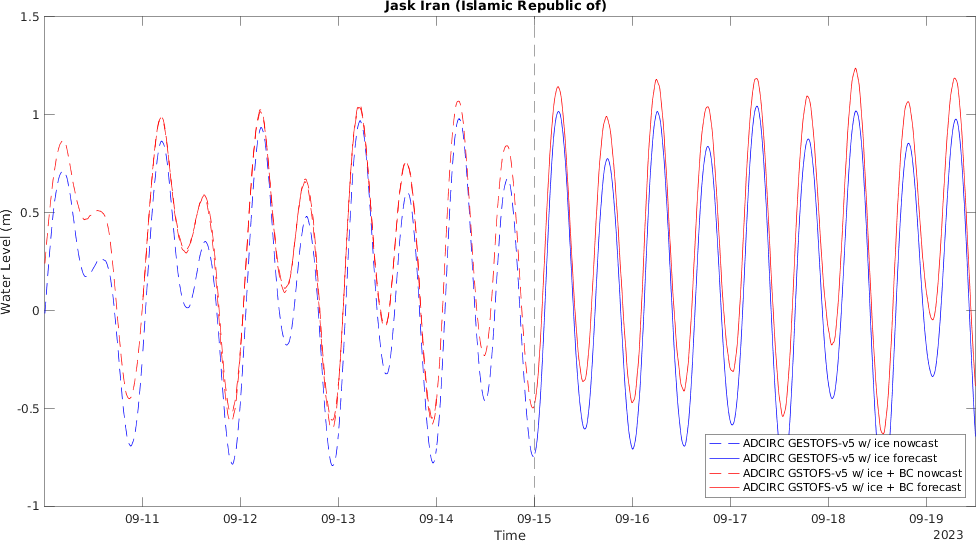 Jask Iran (Islamic Republic of)
1.5
1
0.5
0
-0.5
-1
Water Level (m)
09-11 09-12 09-13 09-14 09-15 09-16 09-17 09-18 09-19
Time
2023
ADCIRC GESTOFS-v5 w/ ice nowcast
ADCIRC GESTOFS-v5 w/ ice forecast
ADCIRC GSTOFS-v5 w/ ice + BC nowcast
ADCIRC GSTOFS-v5 w/ ice + BC forecast